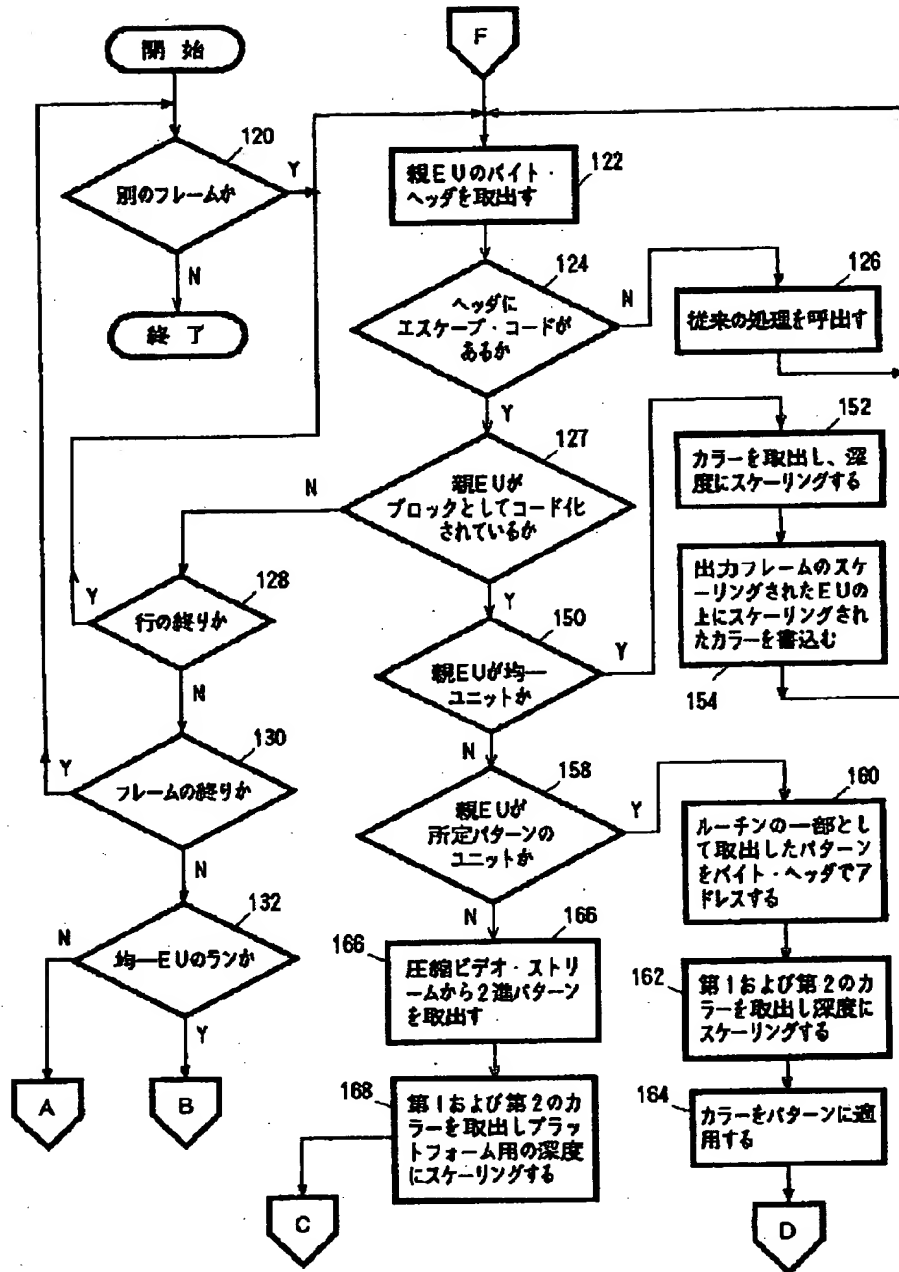 開始
F
120
Y
別のフレームか
N
終了
122
親EUのバイト・
ヘッダを取出す
124
ヘッダに
エスケープ・コードが
あるか
N
126
従来の処理を呼出す
Y
127
親EUが
ブロックとしてコード化
されているか
N
Y
152
カラーを取出し、深
度にスケーリングする
128
行の終りか
Y
N
150
親EUが均一
ユニットか
Y
N
出力フレームのスケ
ーリングされたEUの
上にスケーリングされ
たカラーを書込む
154
130
フレームの終りか
Y
N
158
親EUが
所定パターンの
ユニットか
Y
N
160
ルーチンの一部とし
て取出したパターン
をバイト・ヘッダでア
ドレスする
132
均一EUのランか
N
Y
166
166
圧縮ビデオ・ストリ
ームから2進パターン
を取出す
162
第1および第2のカ
ラーを取出し深度に
スケーリングする
A
B
168
第1および第2のカ
ラーを取出しプラッ
トフォーム用の深度
にスケーリングする
164
カラーをパターンに適
用する
C
D